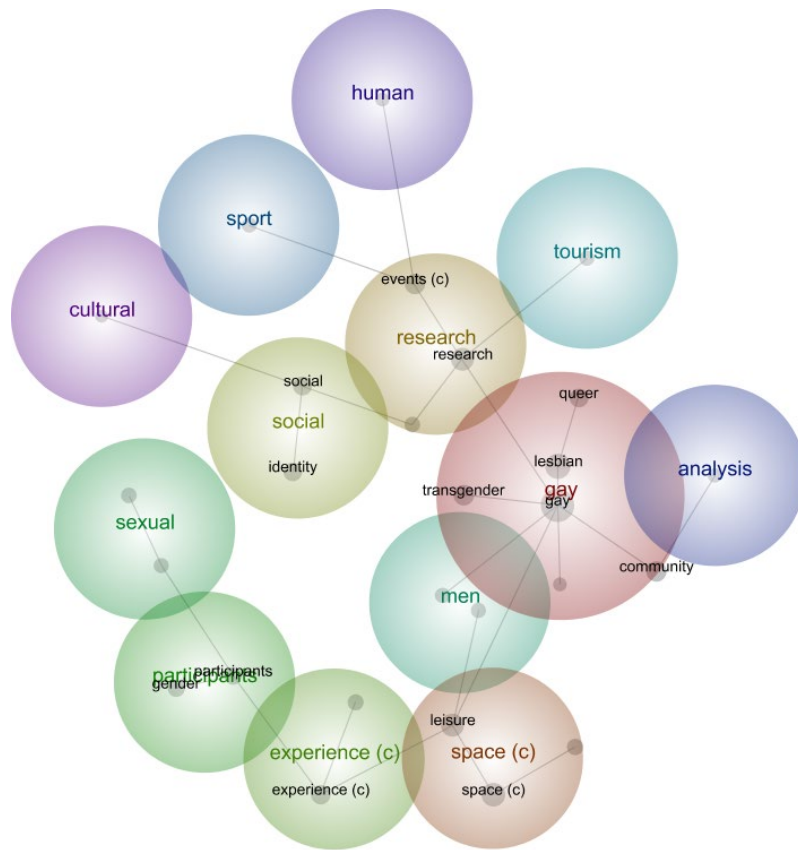 human
sport
tourism
events (c)
cultural
research
research
social
social
queer
identity
lesbian
analysis
gay
transgender
gay
sexual
community
men
participants
participants
gender
leisure
experience (c)
space (c)
experience (c)
space (c)